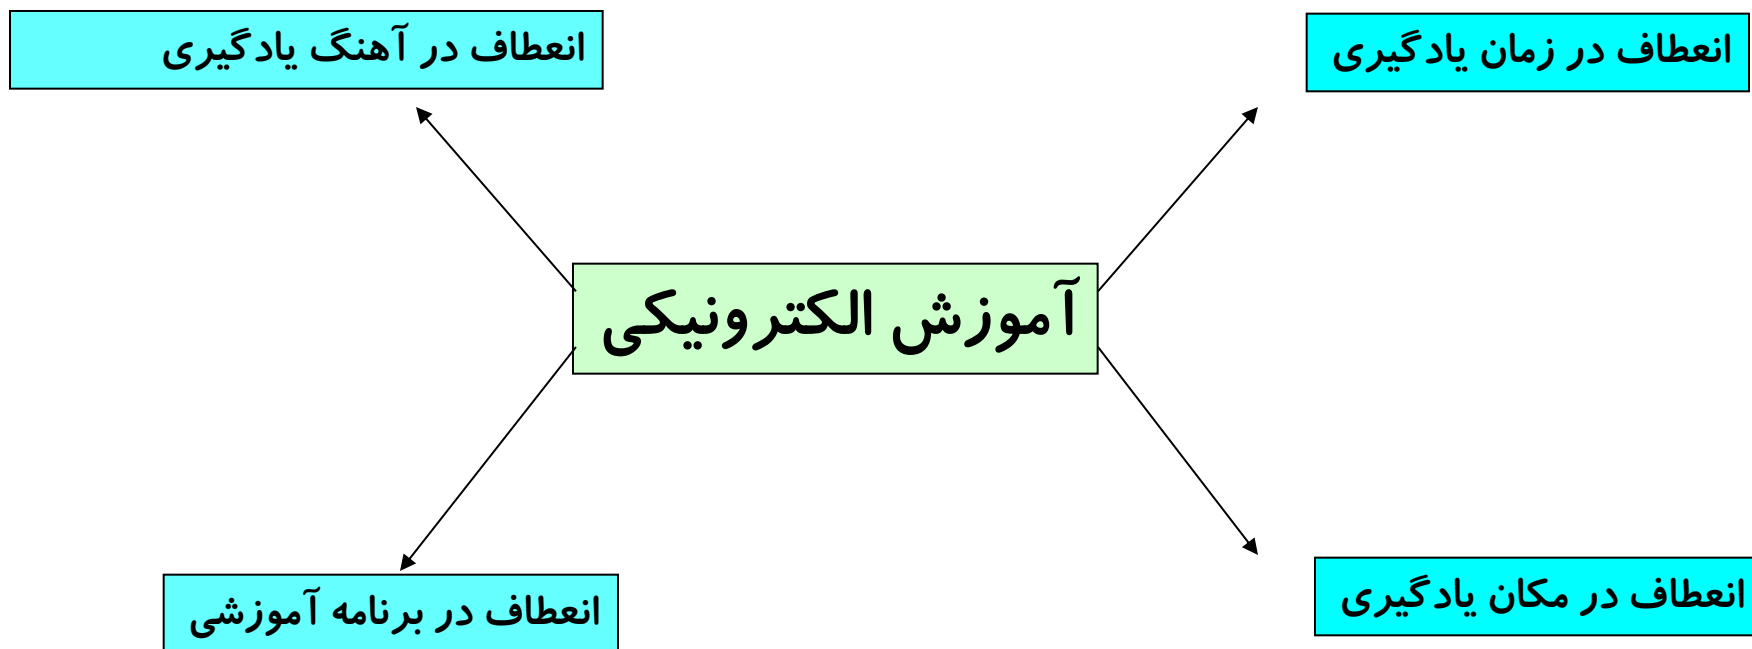 انعطاف در زمان یادگیری
انعطاف در آهنگ یادگیری
آموزش الکترونیکی
انعطاف در مکان یادگیری
انعطاف در برنامه آموزشی